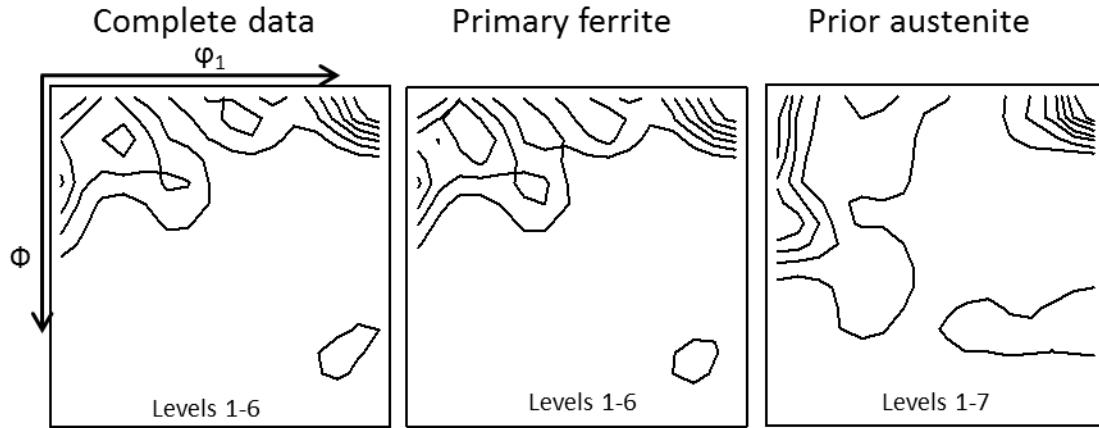 Complete data
Primary ferrite
Prior austenite
φ₁
Φ
Levels 1-6
Levels 1-6
Levels 1-7